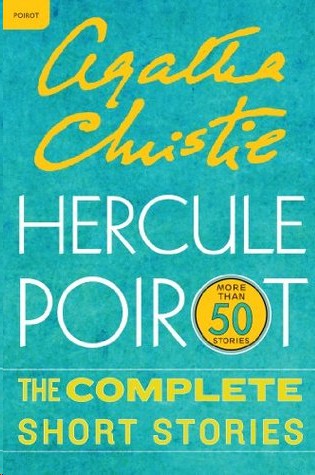 POIROT
Agatha
Christie
HERCULE
POIROT
MORE
THAN
50
STORIES
THE COMPLETE
SHORT STORIES